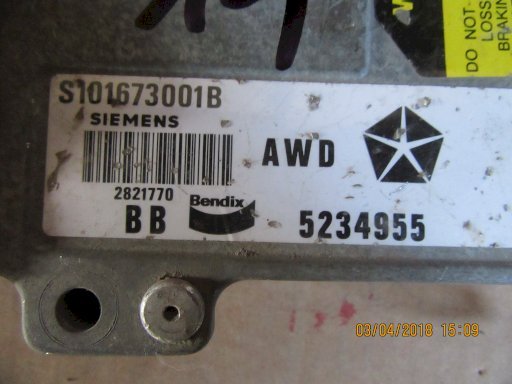 DO NOT
LOSS
BRAKIN
S101673001B
SIEMENS
AWD
2821770
BB
Bendix
5234955
03/04/2018 15:09